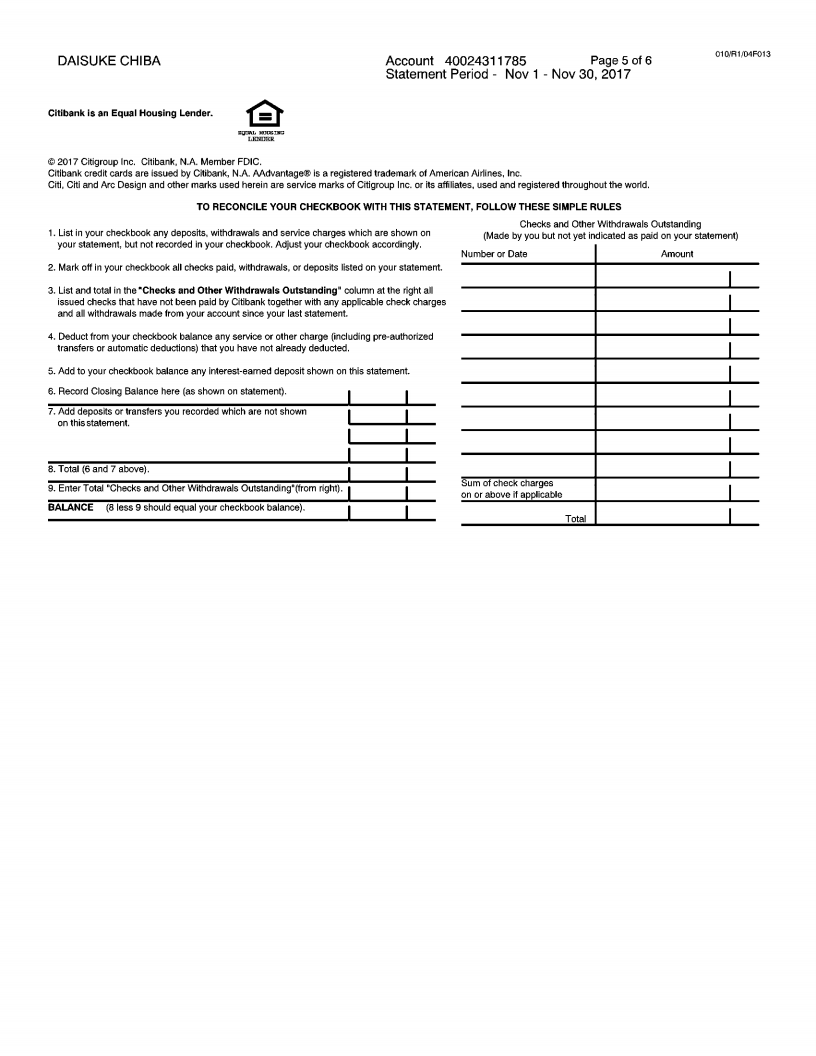 DAISUKE CHIBA
Account 40024311785 Page 5 of 6
010/R1/04F013
Statement Period - Nov 1 - Nov 30, 2017
Citibank is an Equal Housing Lender.
EQUAL HOUSING
LENDER
© 2017 Citigroup Inc. Citibank, N.A. Member FDIC.
Citibank credit cards are issued by Citibank, N.A. AAdvantage® is a registered trademark of American Airlines, Inc.
Citi, Citi and Arc Design and other marks used herein are service marks of Citigroup Inc. or its affiliates, used and registered throughout the world.
TO RECONCILE YOUR CHECKBOOK WITH THIS STATEMENT, FOLLOW THESE SIMPLE RULES
1. List in your checkbook any deposits, withdrawals and service charges which are shown on
your statement, but not recorded in your checkbook. Adjust your checkbook accordingly.
2. Mark off in your checkbook all checks paid, withdrawals, or deposits listed on your statement.
3. List and total in the "Checks and Other Withdrawals Outstanding" column at the right all
issued checks that have not been paid by Citibank together with any applicable check charges
and all withdrawals made from your account since your last statement.
4. Deduct from your checkbook balance any service or other charge (including pre-authorized
transfers or automatic deductions) that you have not already deducted.
5. Add to your checkbook balance any interest-earned deposit shown on this statement.
6. Record Closing Balance here (as shown on statement).
7. Add deposits or transfers you recorded which are not shown
on this statement.
8. Total (6 and 7 above).
9. Enter Total "Checks and Other Withdrawals Outstanding"(from right).
BALANCE (8 less 9 should equal your checkbook balance).
Checks and Other Withdrawals Outstanding
(Made by you but not yet indicated as paid on your statement)
Number or Date Amount
Sum of check charges
on or above if applicable
Total